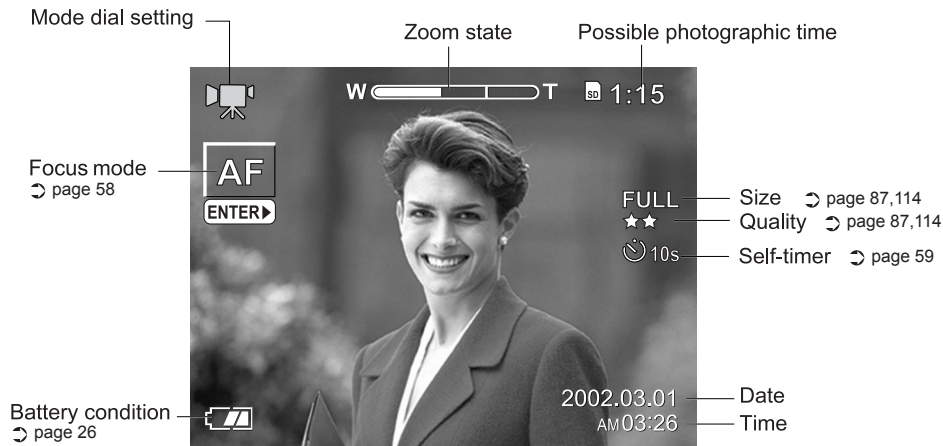 Mode dial setting
Zoom state
Possible photographic time
W T SD 1:15
Focus mode
page 58
AF
ENTER
FULL
Size page 87,114
Quality page 87,114
10s
Self-timer page 59
Battery condition
page 26
2002.03.01
Date
AM03:26
Time